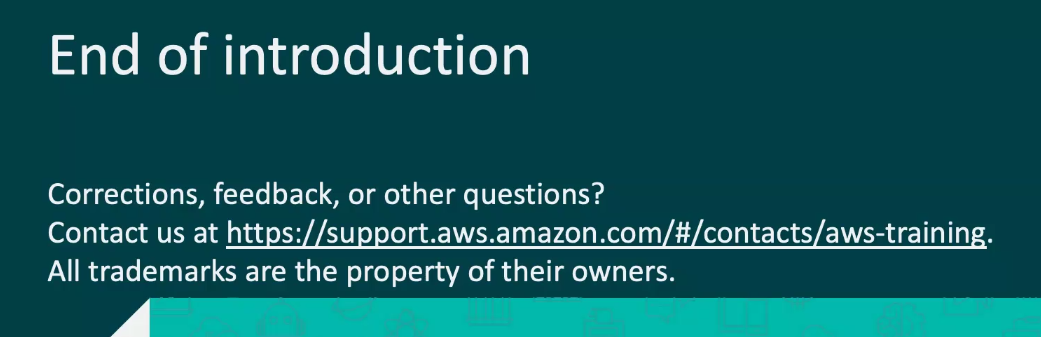 End of introduction
Corrections, feedback, or other questions?
Contact us at https://support.aws.amazon.com/#/contacts/aws-training.
All trademarks are the property of their owners.